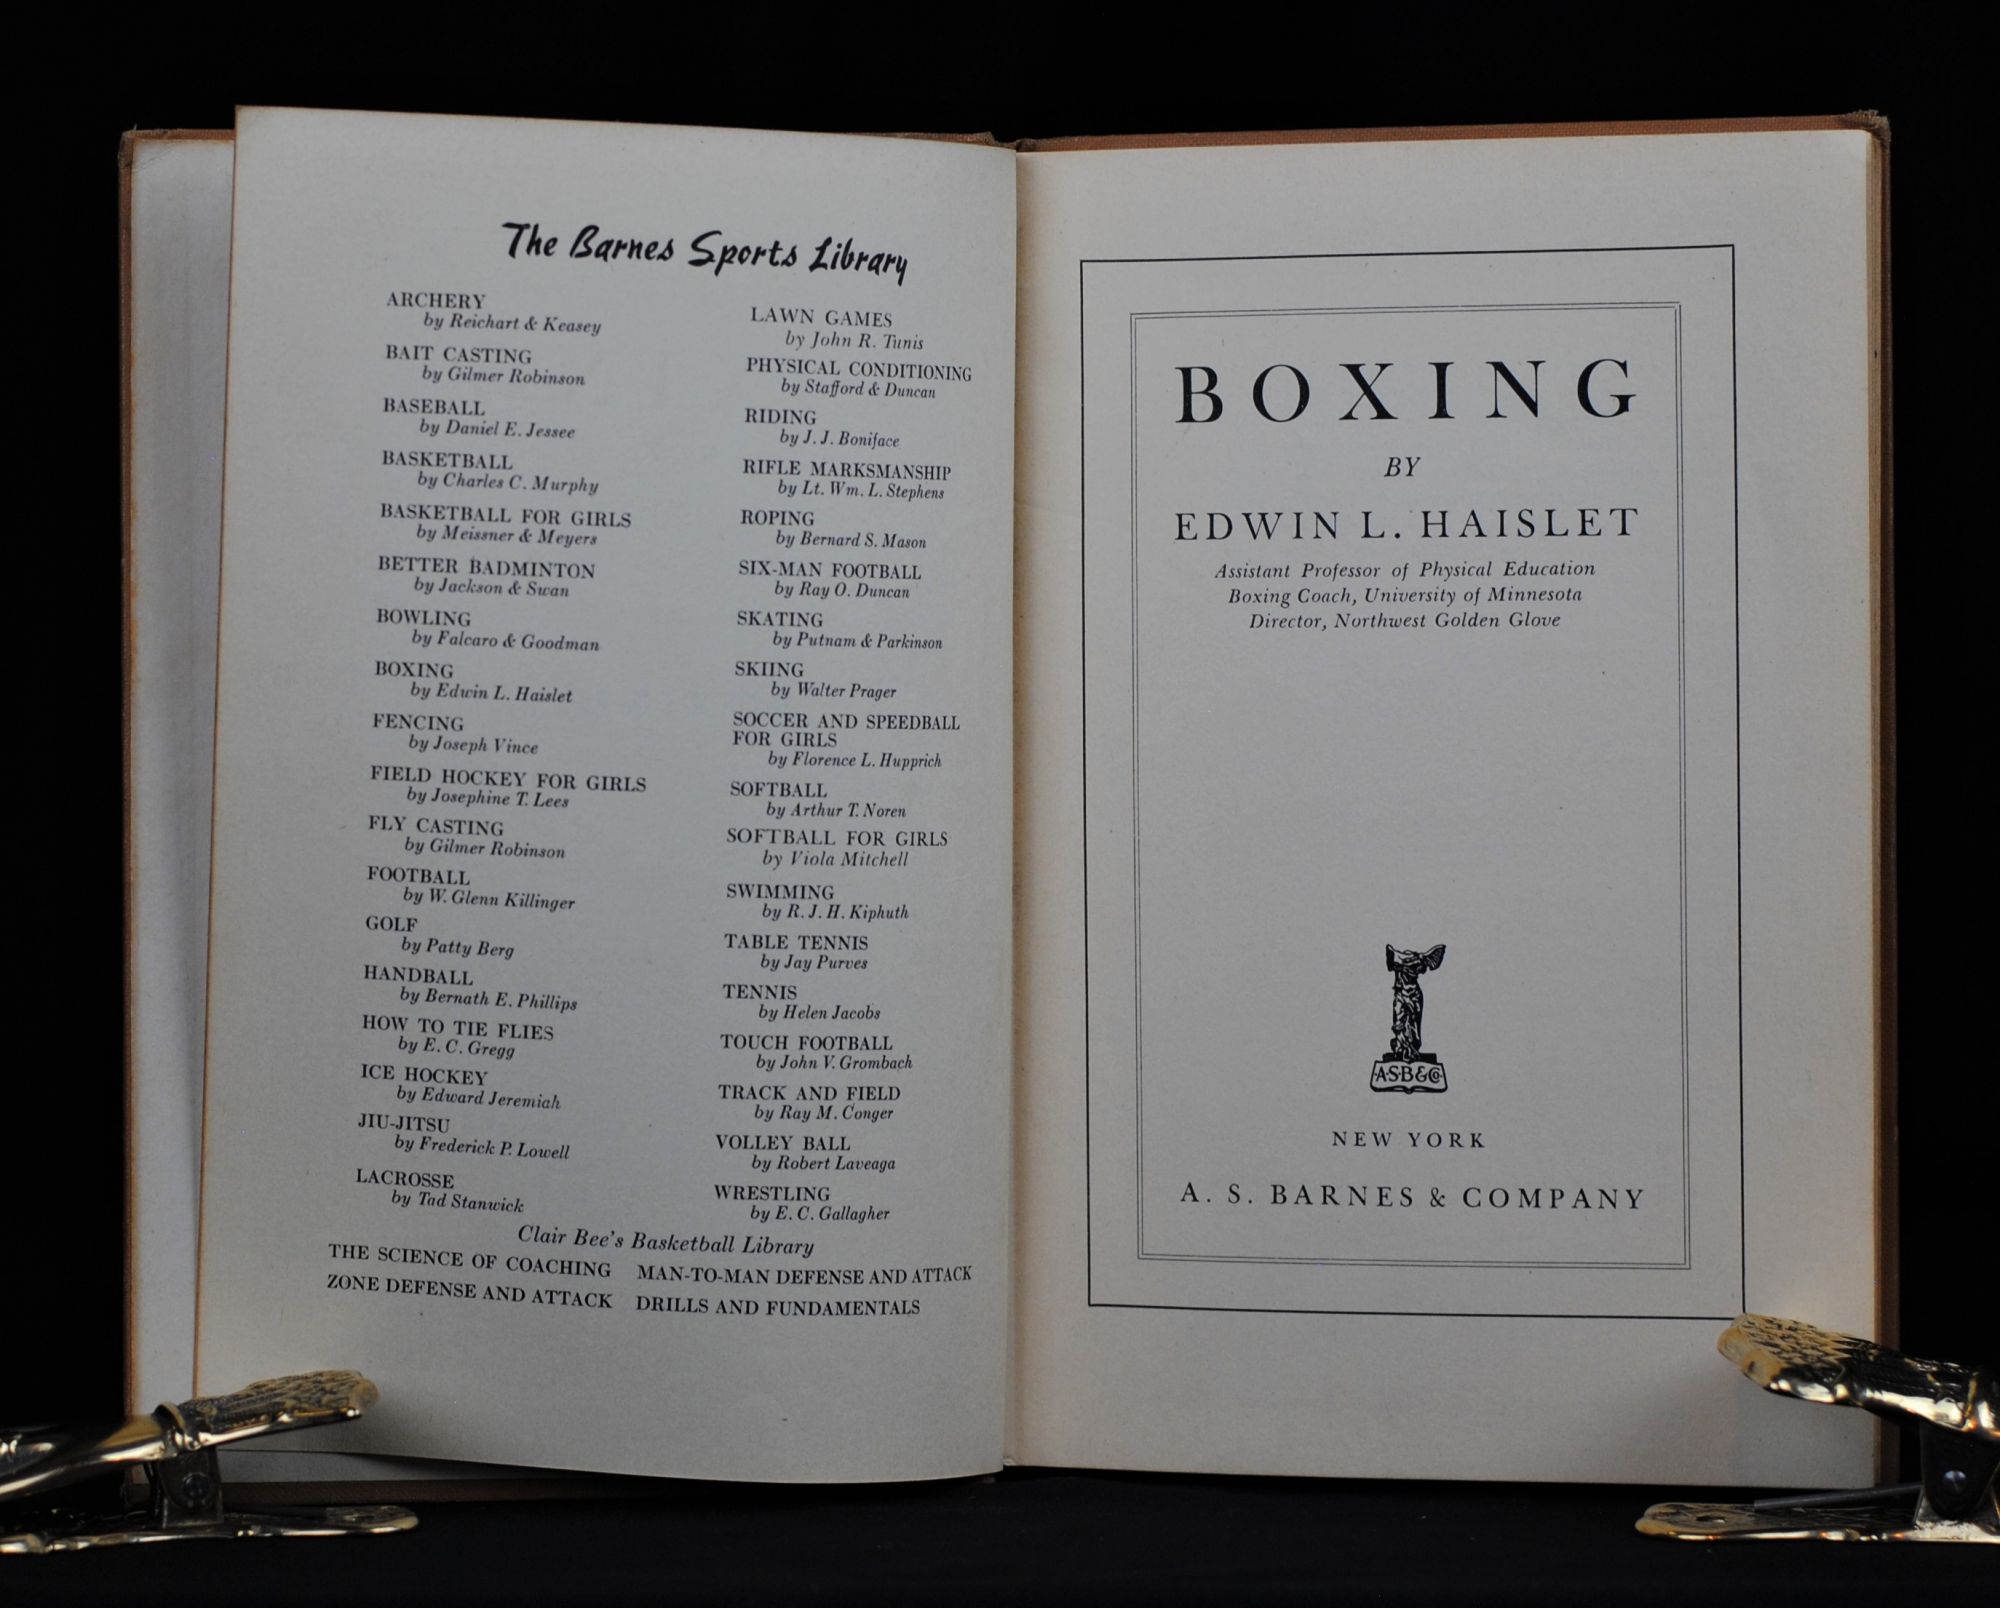 The Barnes Sports Library
ARCHERY
by Reichart & Keasey
BAIT CASTING
by Gilmer Robinson
BASEBALL
by Daniel E. Jessee
BASKETBALL
by Charles C. Murphy
BASKETBALL FOR GIRLS
by Meissner & Meyers
BETTER BADMINTON
by Jackson & Swan
BOWLING
by Falcaro & Goodman
BOXING
by Edwin L. Haislet
FENCING
by Joseph Vince
FIELD HOCKEY FOR GIRLS
by Josephine T. Lees
FLY CASTING
by Gilmer Robinson
FOOTBALL
by W. Glenn Killinger
GOLF
by Patty Berg
HANDBALL
by Bernath E. Phillips
HOW TO TIE FLIES
by E. C. Gregg
ICE HOCKEY
by Edward Jeremiah
JIU-JITSU
by Frederick P. Lowell
LACROSSE
by Tad Stanwick
LAWN GAMES
by John R. Tunis
PHYSICAL CONDITIONING
by Stafford & Duncan
RIDING
by J. J. Boniface
RIFLE MARKSMANSHIP
by Lt. Wm. L. Stephens
ROPING
by Bernard S. Mason
SIX-MAN FOOTBALL
by Ray O. Duncan
SKATING
by Putnam & Parkinson
SKIING
by Walter Prager
SOCCER AND SPEEDBALL
FOR GIRLS
by Florence L. Hupprich
SOFTBALL
by Arthur T. Noren
SOFTBALL FOR GIRLS
by Viola Mitchell
SWIMMING
by R. J. H. Kiphuth
TABLE TENNIS
by Jay Purves
TENNIS
by Helen Jacobs
TOUCH FOOTBALL
by John V. Grombach
TRACK AND FIELD
by Ray M. Conger
VOLLEY BALL
by Robert Laveaga
WRESTLING
by E. C. Gallagher
Clair Bee's Basketball Library
THE SCIENCE OF COACHING MAN-TO-MAN DEFENSE AND ATTACK
ZONE DEFENSE AND ATTACK DRILLS AND FUNDAMENTALS
BOXING
BY
EDWIN L. HAISLET
Assistant Professor of Physical Education
Boxing Coach, University of Minnesota
Director, Northwest Golden Glove
A·S·B&Co
NEW YORK
A. S. BARNES & COMPANY